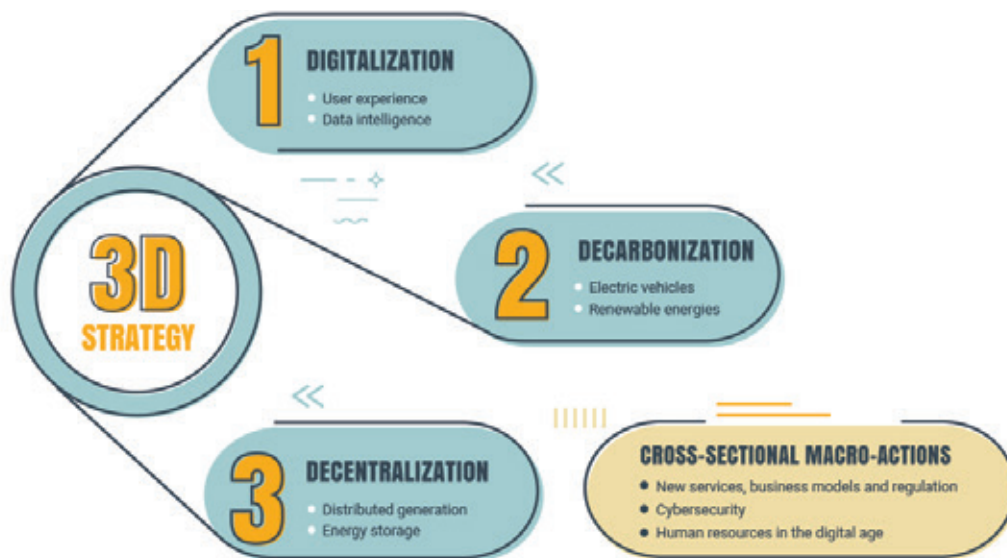 1
DIGITALIZATION
User experience
Data intelligence
3D
STRATEGY
2
DECARBONIZATION
Electric vehicles
Renewable energies
3
DECENTRALIZATION
Distributed generation
Energy storage
CROSS-SECTIONAL MACRO-ACTIONS
New services, business models and regulation
Cybersecurity
Human resources in the digital age